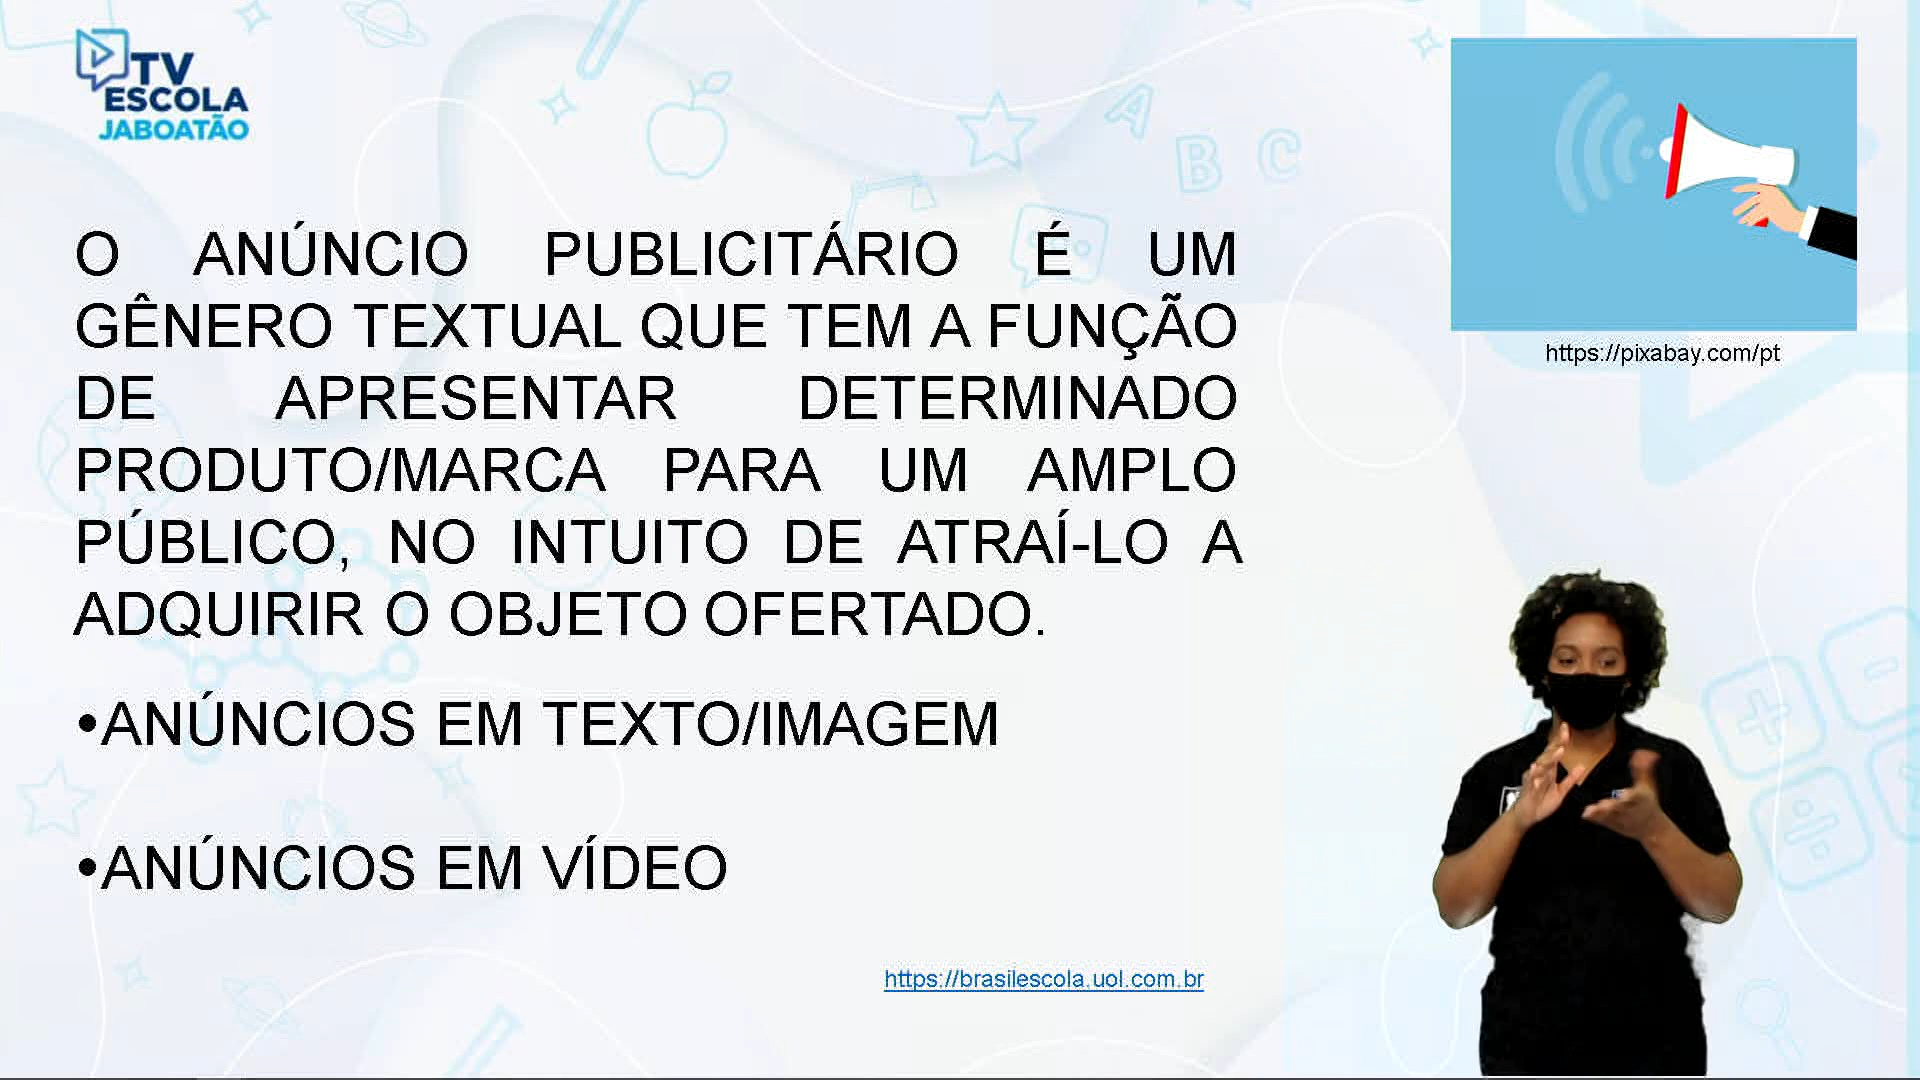 TV
ESCOLA
JABOATÃO
A
B C
https://pixabay.com/pt
O ANÚNCIO PUBLICITÁRIO É UM
GÊNERO TEXTUAL QUE TEM A FUNÇÃO
DE APRESENTAR DETERMINADO
PRODUTO/MARCA PARA UM AMPLO
PÚBLICO, NO INTUITO DE ATRAÍ-LO A
ADQUIRIR O OBJETO OFERTADO.
•ANÚNCIOS EM TEXTO/IMAGEM
•ANÚNCIOS EM VÍDEO
https://brasilescola.uol.com.br